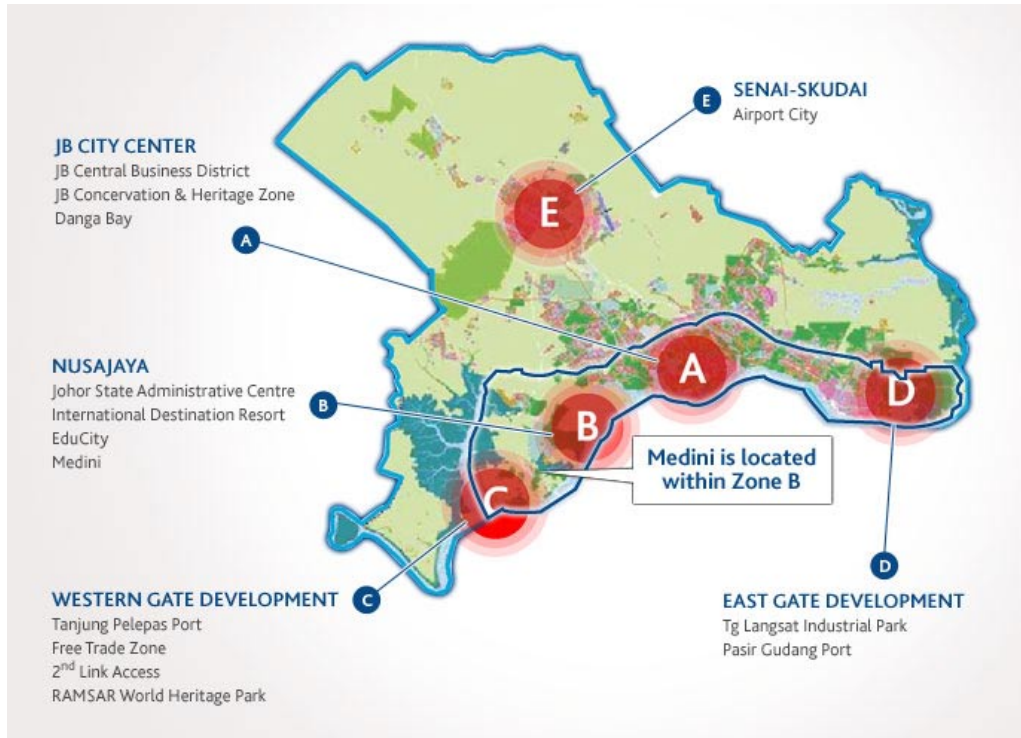 SENAI-SKUDAI
E
Airport City
JB CITY CENTER
JB Central Business District
JB Concervation & Heritage Zone
Danga Bay
A
E
NUSAJAYA
Johor State Administrative Centre
International Destination Resort
EduCity
Medini
B
A
B
C
D
Medini is located
within Zone B
WESTERN GATE DEVELOPMENT
C
Tanjung Pelepas Port
Free Trade Zone
2nd Link Access
RAMSAR World Heritage Park
D
EAST GATE DEVELOPMENT
Tg Langsat Industrial Park
Pasir Gudang Port